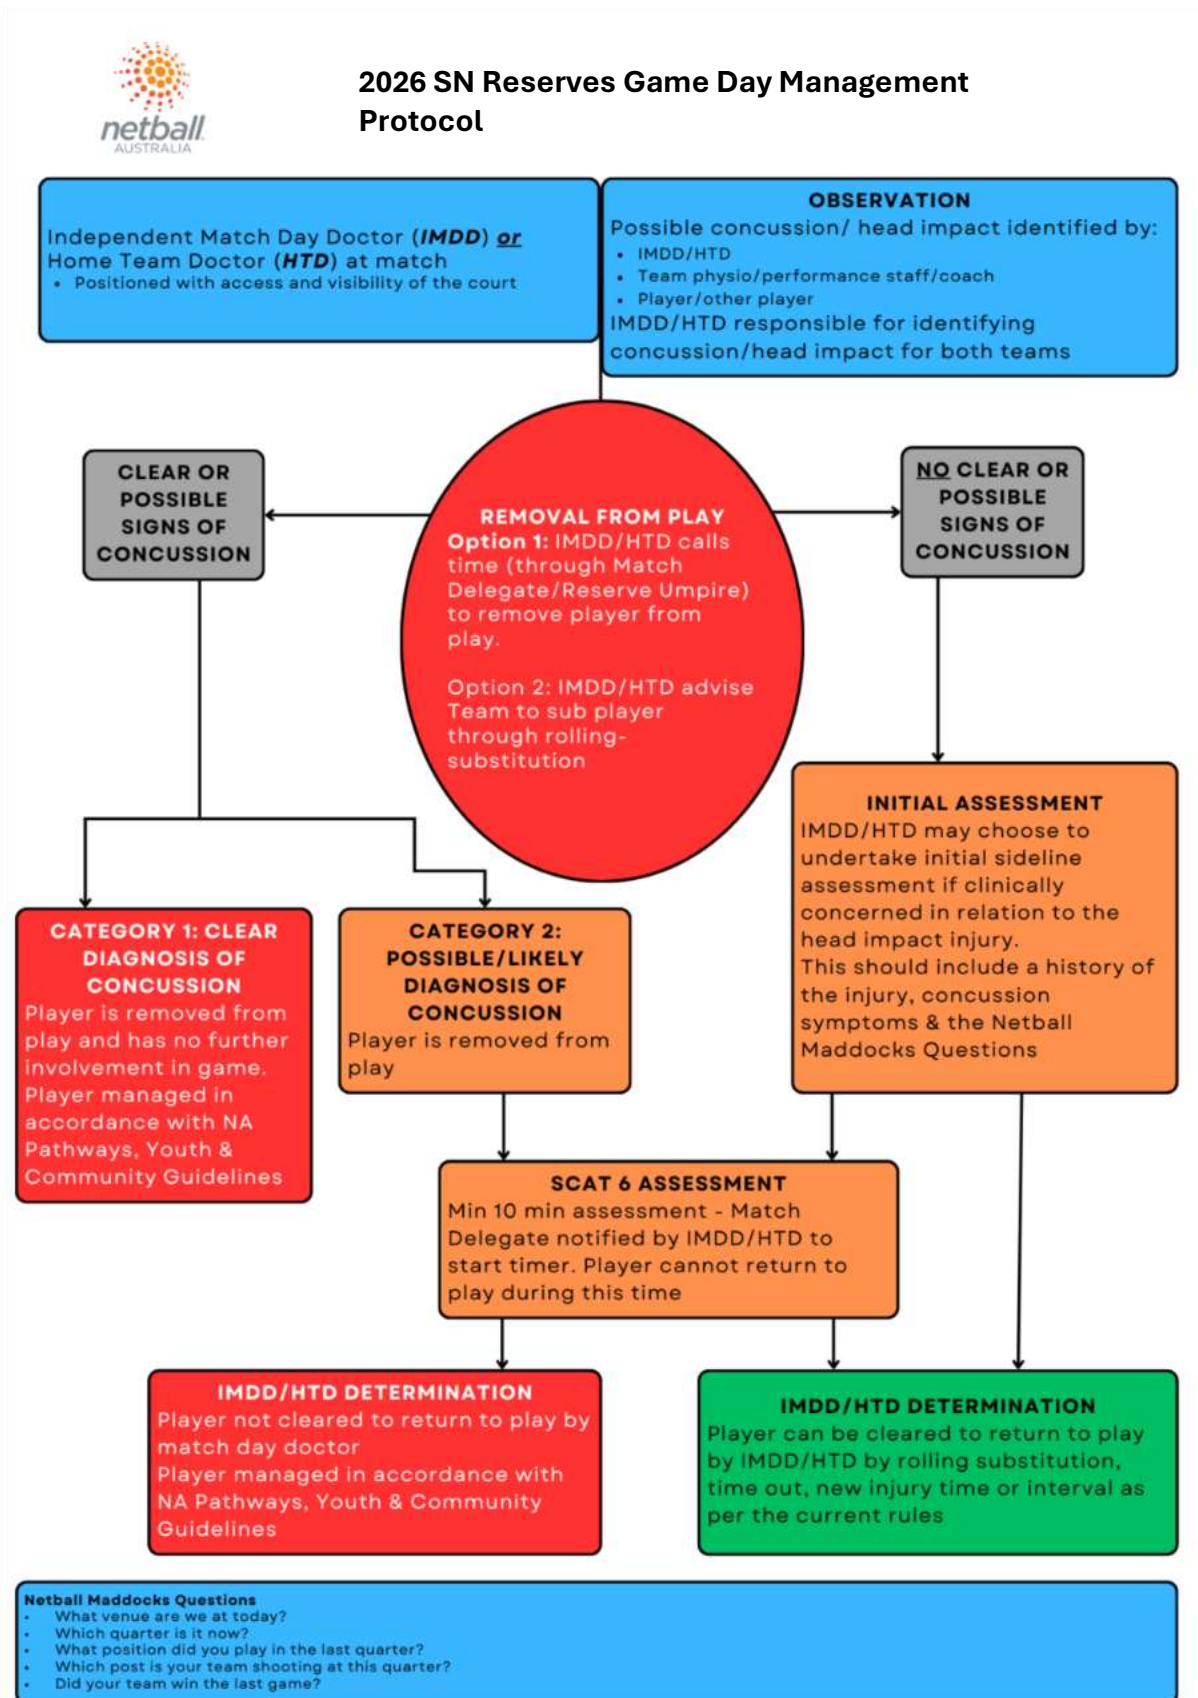 netball
AUSTRALIA
2026 SN Reserves Game Day Management
Protocol
Independent Match Day Doctor (IMDD) or
Home Team Doctor (HTD) at match
• Positioned with access and visibility of the court
OBSERVATION
Possible concussion/ head impact identified by:
• IMDD/HTD
• Team physio/performance staff/coach
• Player/other player
IMDD/HTD responsible for identifying
concussion/head impact for both teams
CLEAR OR
POSSIBLE
SIGNS OF
CONCUSSION
REMOVAL FROM PLAY
Option 1: IMDD/HTD calls
time (through Match
Delegate/Reserve Umpire)
to remove player from
play.
Option 2: IMDD/HTD advise
Team to sub player
through rolling-
substitution
NO CLEAR OR
POSSIBLE
SIGNS OF
CONCUSSION
INITIAL ASSESSMENT
IMDD/HTD may choose to
undertake initial sideline
assessment if clinically
concerned in relation to the
head impact injury.
This should include a history of
the injury, concussion
symptoms & the Netball
Maddocks Questions
CATEGORY 1: CLEAR
DIAGNOSIS OF
CONCUSSION
Player is removed from
play and has no further
involvement in game.
Player managed in
accordance with NA
Pathways, Youth &
Community Guidelines
CATEGORY 2:
POSSIBLE/LIKELY
DIAGNOSIS OF
CONCUSSION
Player is removed from
play
SCAT 6 ASSESSMENT
Min 10 min assessment - Match
Delegate notified by IMDD/HTD to
start timer. Player cannot return to
play during this time
IMDD/HTD DETERMINATION
Player not cleared to return to play by
match day doctor
Player managed in accordance with
NA Pathways, Youth & Community
Guidelines
IMDD/HTD DETERMINATION
Player can be cleared to return to play
by IMDD/HTD by rolling substitution,
time out, new injury time or interval as
per the current rules
Netball Maddocks Questions
• What venue are we at today?
• Which quarter is it now?
• What position did you play in the last quarter?
• Which post is your team shooting at this quarter?
• Did your team win the last game?